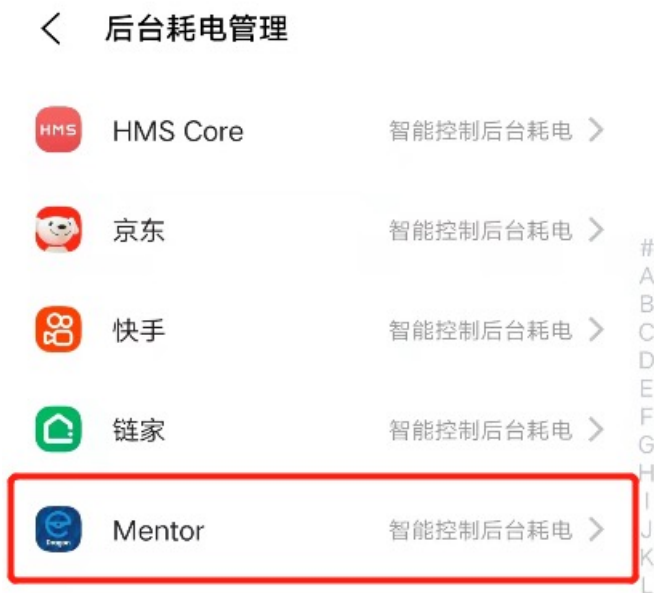 后台耗电管理
HMS
HMS Core
智能控制后台耗电
京东
智能控制后台耗电
快手
智能控制后台耗电
链家
智能控制后台耗电
Dragon
Mentor
智能控制后台耗电
#
A
B
C
D
E
F
G
H
I
J
K
L